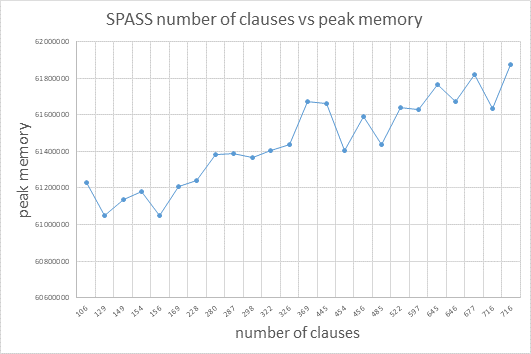 SPASS number of clauses vs peak memory
62000000
61800000
61600000
61400000
61200000
61000000
60800000
60600000
peak memory
106 129 149 154 156 169 228 280 287 298 322 326 369 445 454 456 485 522 597 645 646 677 716 716
number of clauses